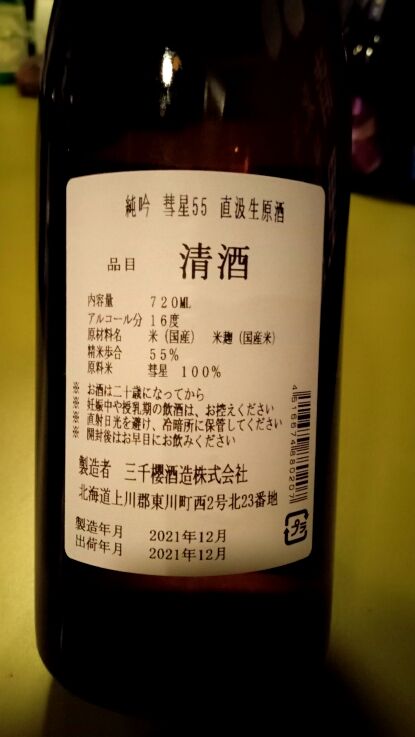 純吟 彗星55 直汲生原酒
品目 清酒
内容量 720ML
アルコール分 16度
原材料名 米(国産) 米麹(国産米)
精米歩合 55%
原料米 彗星 100%
※ お酒は二十歳になってから
※ 妊娠中や授乳期の飲酒は、お控えください
※ 直射日光を避け、冷暗所に保管してください
※ 開封後はお早目にお飲みください
製造者 三千櫻酒造株式会社
北海道上川郡東川町西2号北23番地
製造年月 2021年12月
出荷年月 2021年12月
プラ